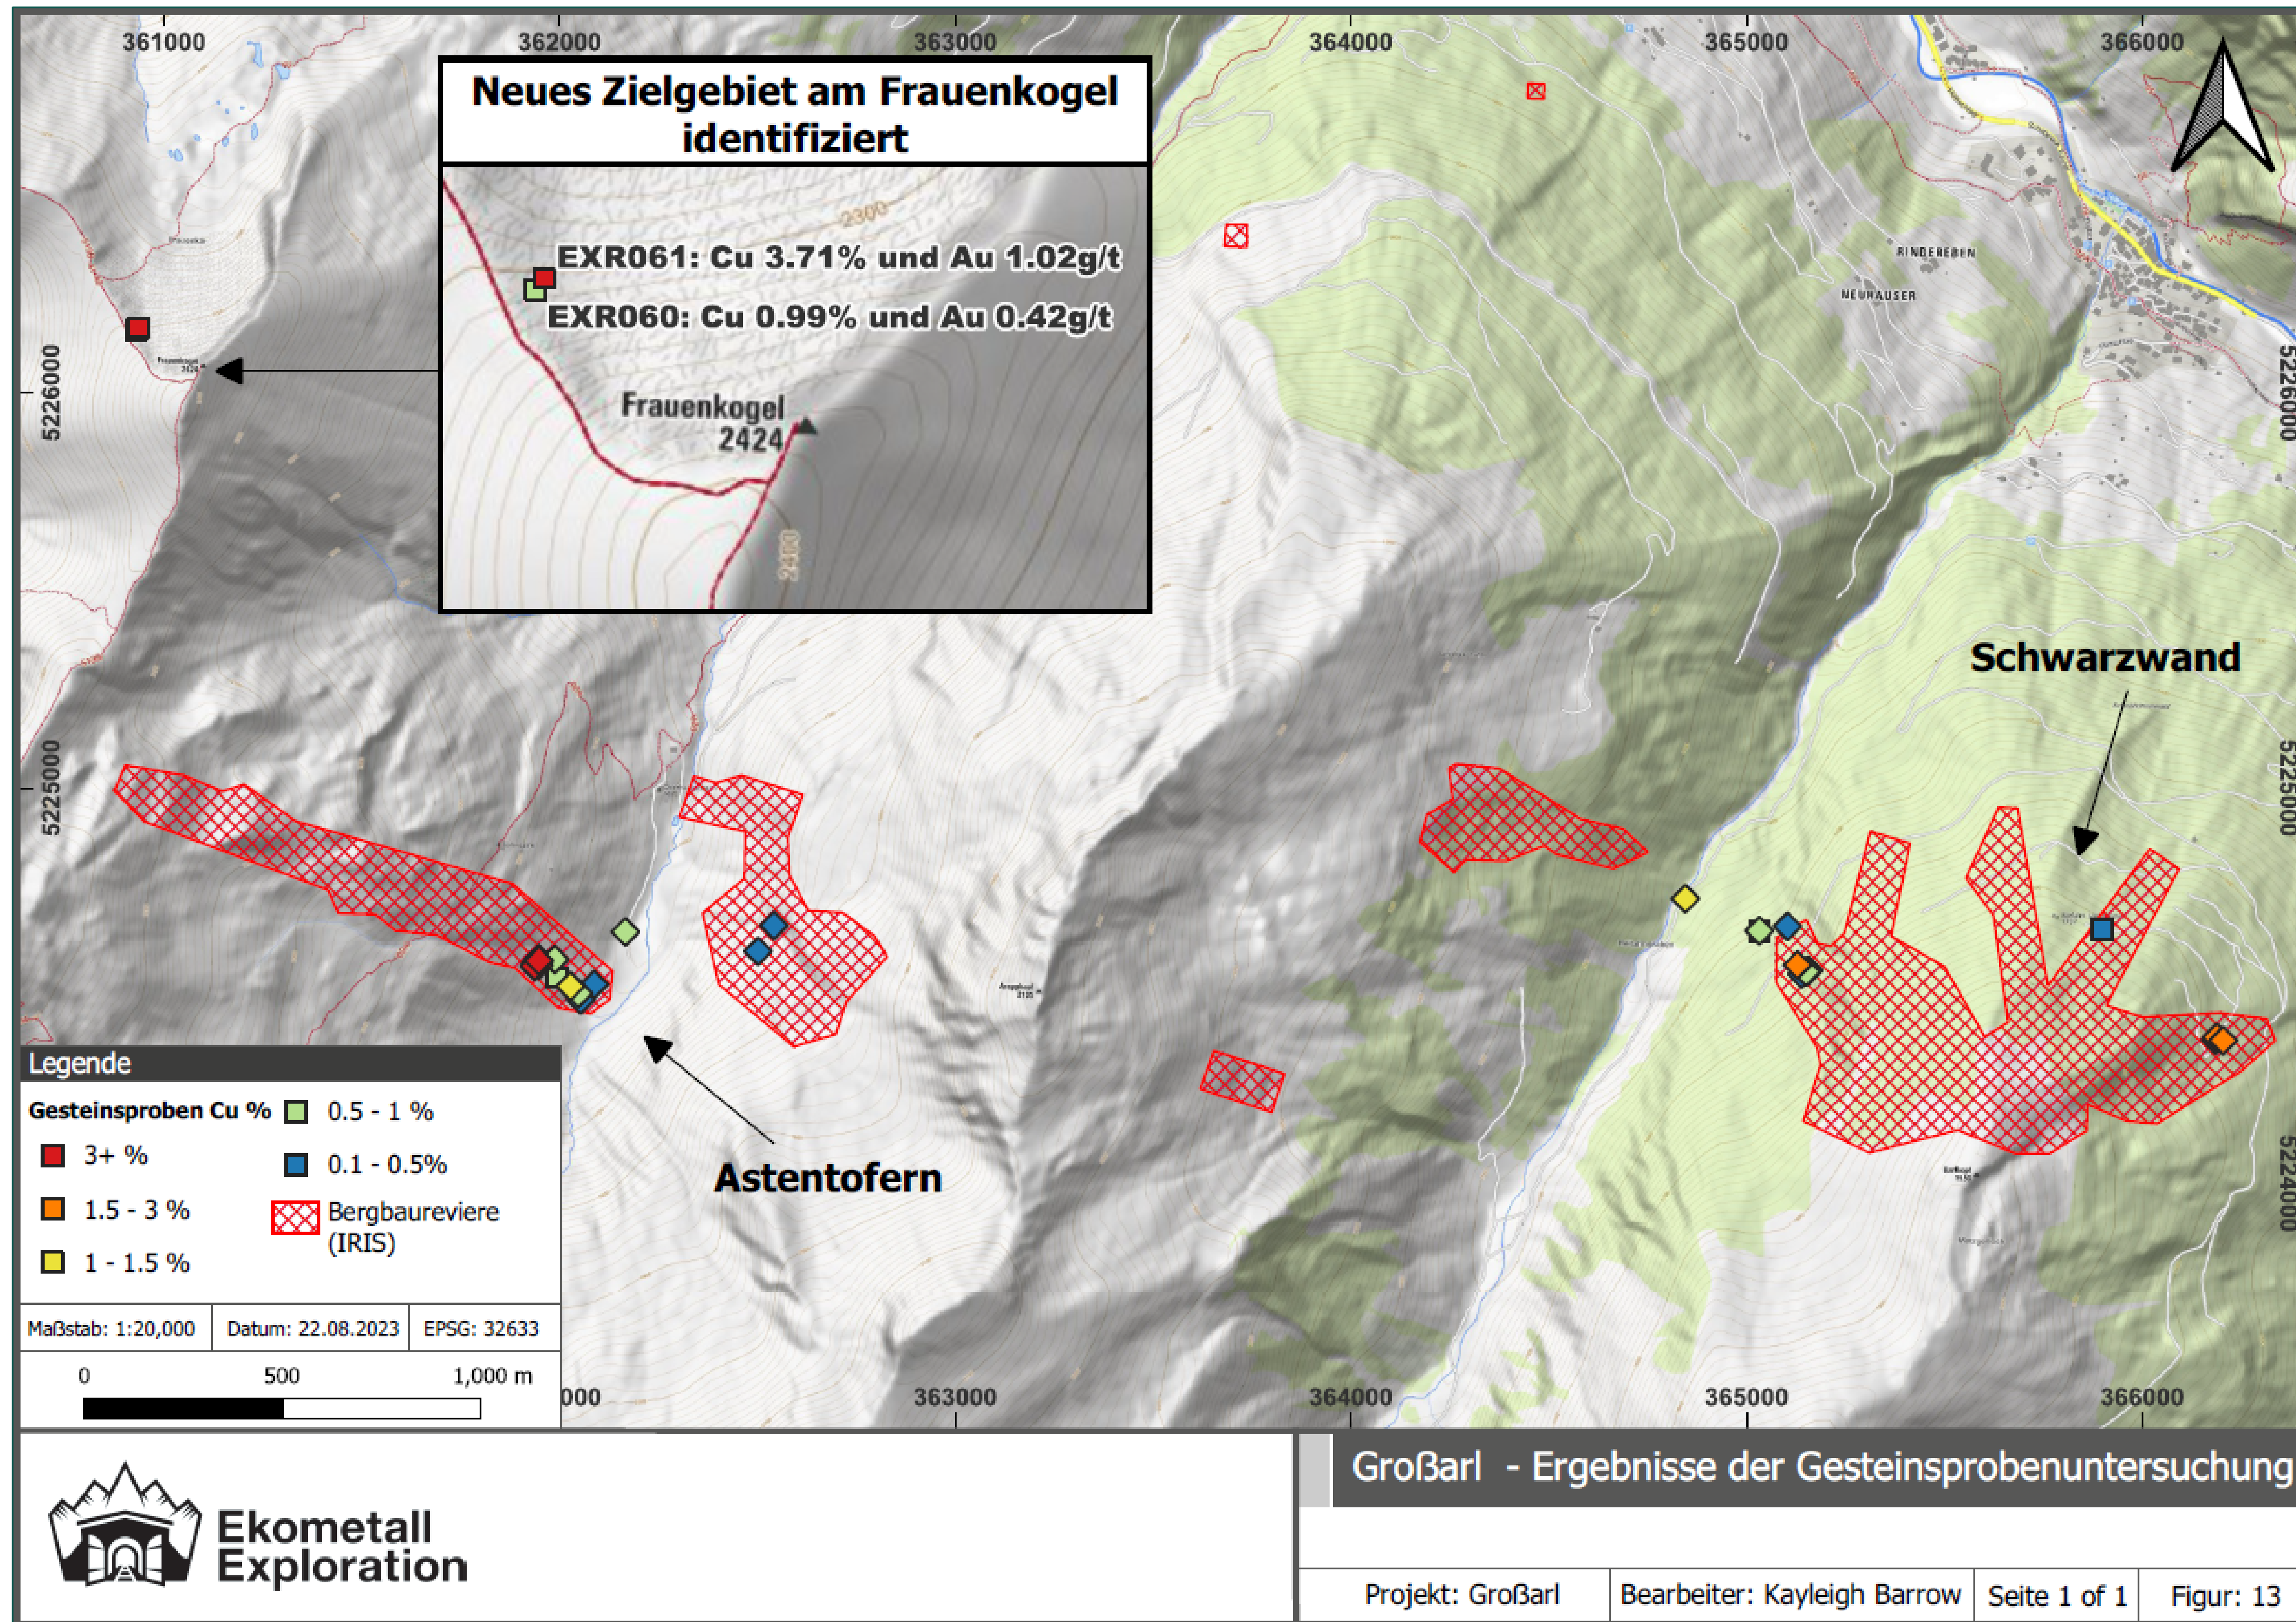 361000
362000
363000
364000
365000
366000
Neues Zielgebiet am Frauenkogel
identifiziert
2300
EXR061: Cu 3.71% und Au 1.02g/t
EXR060: Cu 0.99% und Au 0.42g/t
Frauenkogel
2424
2400
RINDEREBEN
NEUHAUSER
Frauenkogel
2424
5226000
5226000
Schwarzwand
5225000
5225000
Astentofern
5224000
Legende
Gesteinsproben Cu %
3+ %
1.5 - 3 %
1 - 1.5 %
0.5 - 1 %
0.1 - 0.5%
Bergbaureviere
(IRIS)
Maßstab: 1:20,000
Datum: 22.08.2023
EPSG: 32633
0
500
1,000 m
000
363000
364000
365000
366000
Ekometall
Exploration
Großarl - Ergebnisse der Gesteinsprobenuntersuchung
Projekt: Großarl
Bearbeiter: Kayleigh Barrow
Seite 1 of 1
Figur: 13